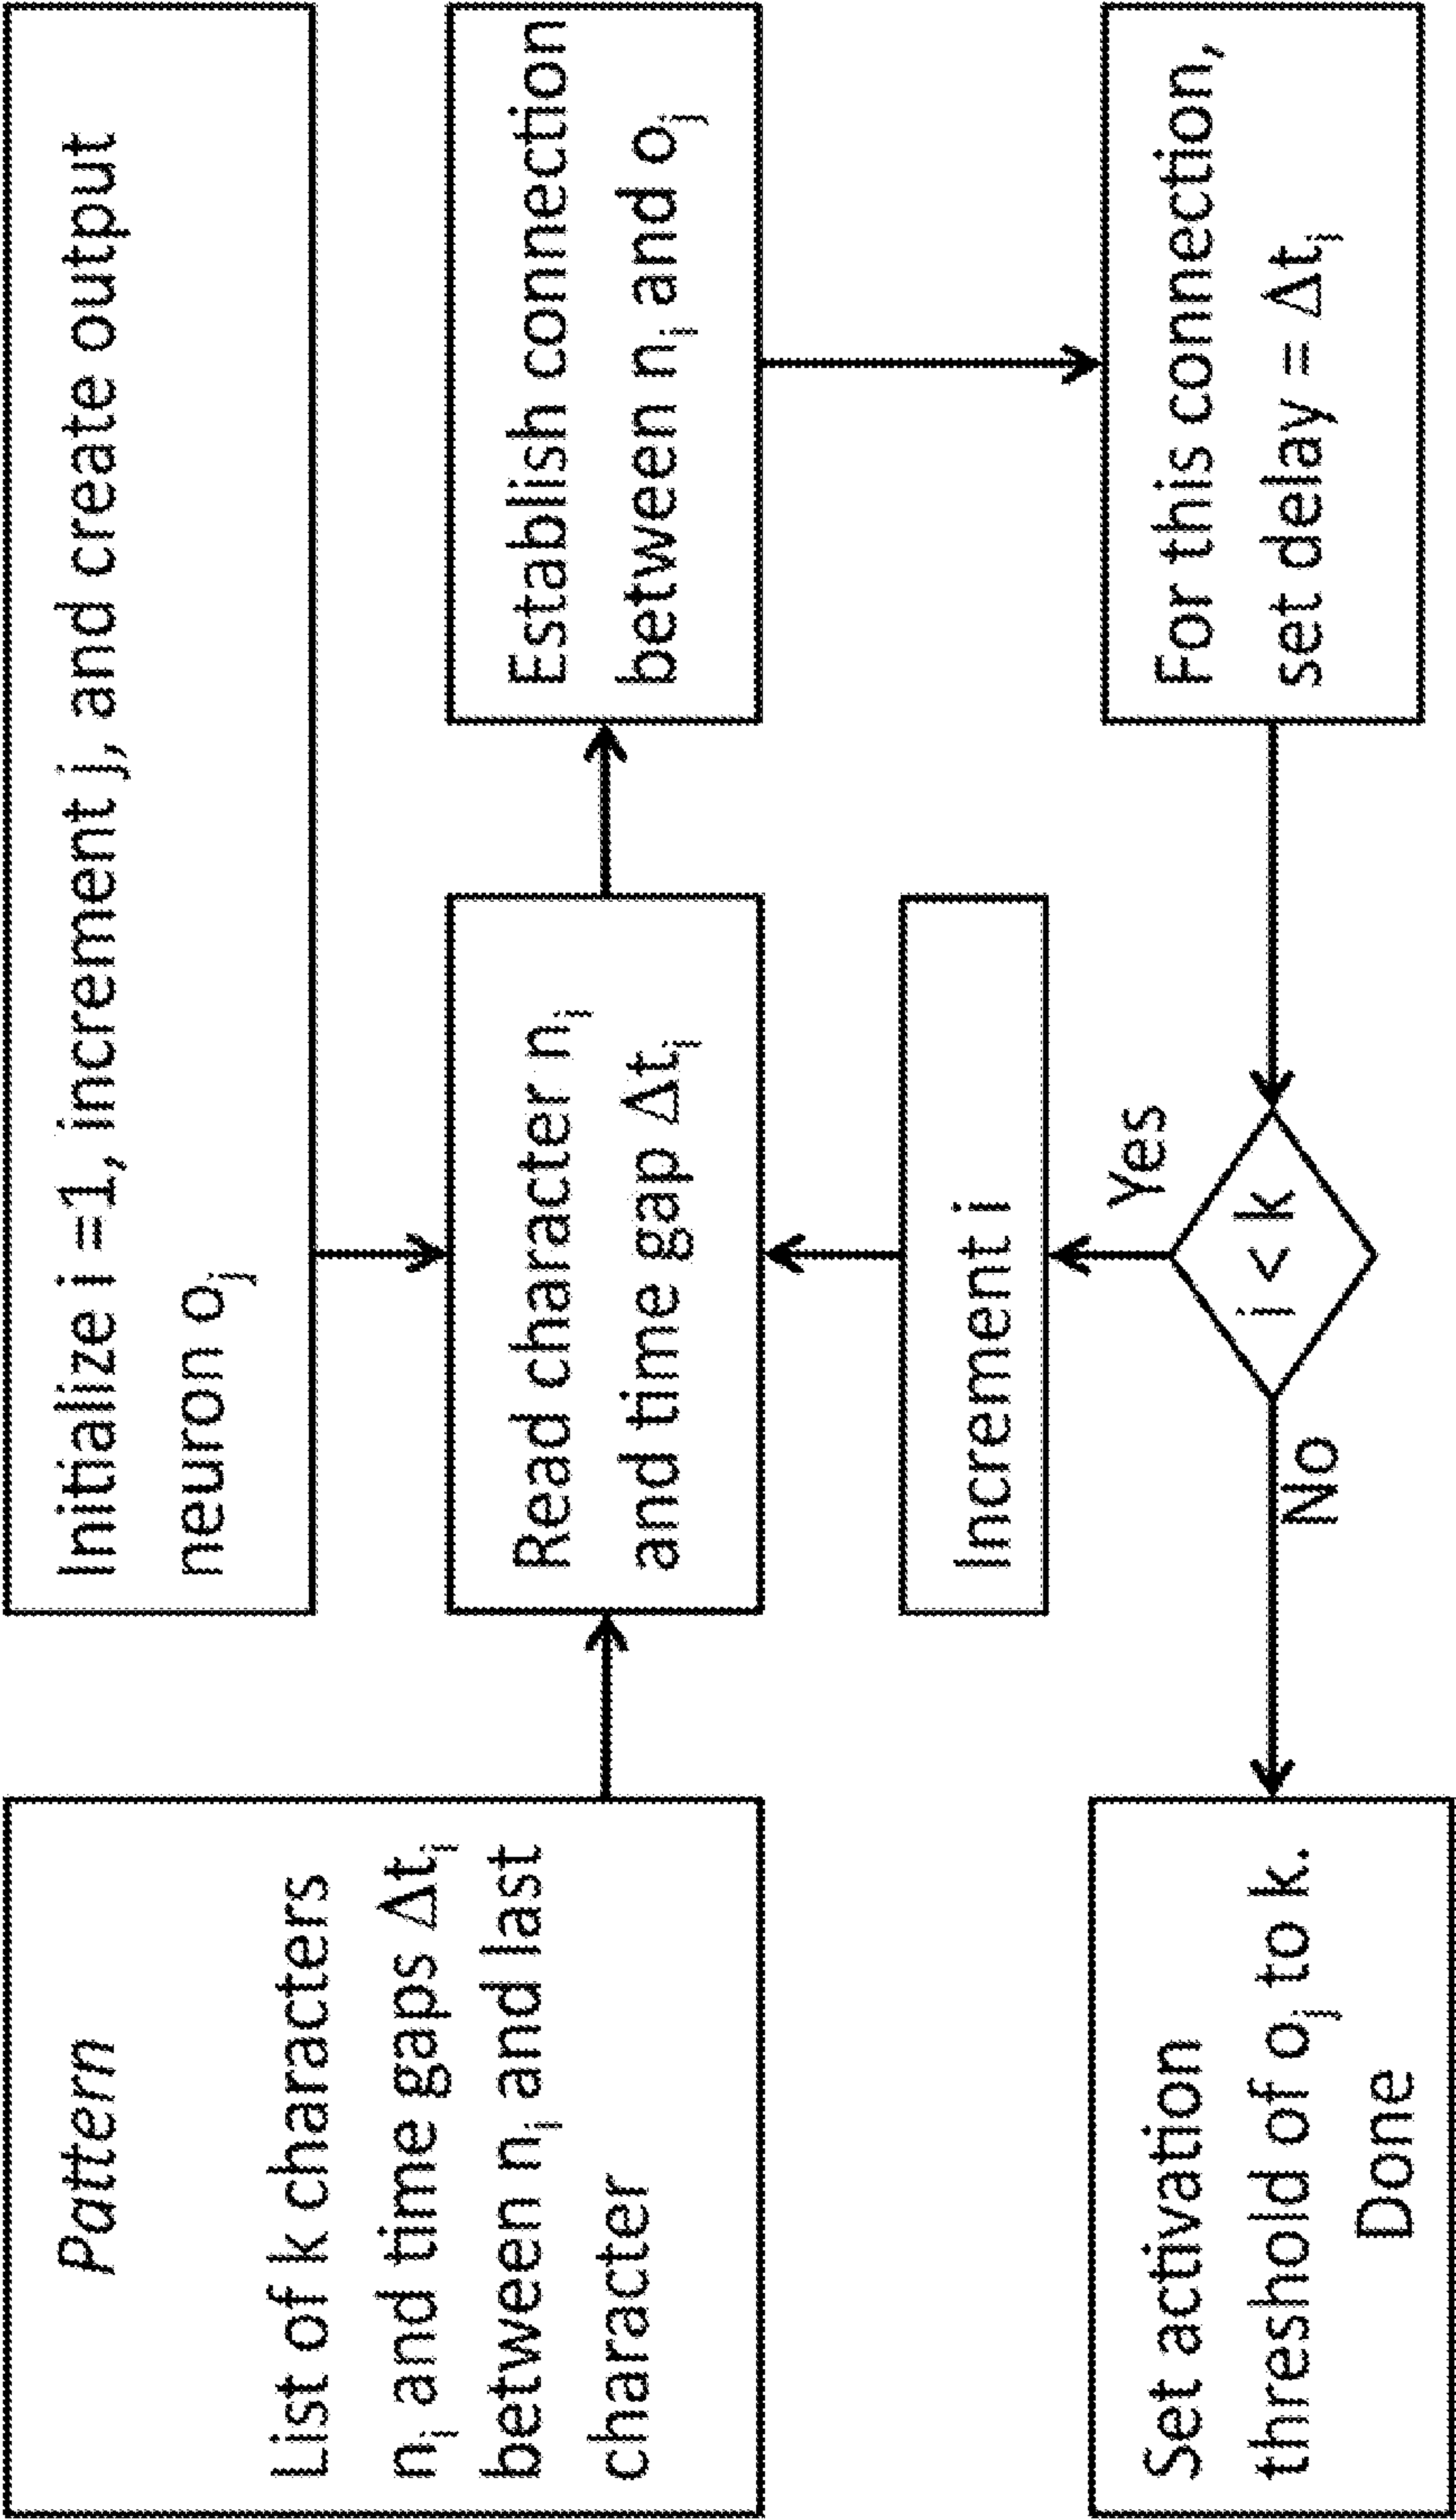 Pattern
List of k characters
nᵢ and time gaps Δtᵢ
between nᵢ and last
character
Initialize i =1, increment j, and create output
neuron oⱼ
Read character nᵢ
and time gap Δtᵢ
Establish connection
between nᵢ and oⱼ
For this connection,
set delay = Δtᵢ
Increment i
Yes
i < k
No
Set activation
threshold of oⱼ to k.
Done